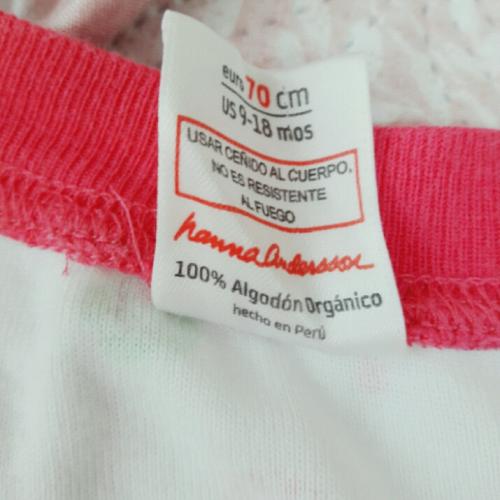 euro 70 cm
US 9-18 mos
USAR CEÑIDO AL CUERPO.
NO ES RESISTENTE
AL FUEGO
hanna Andersson
100% Algodón Orgánico
hecho en Perú